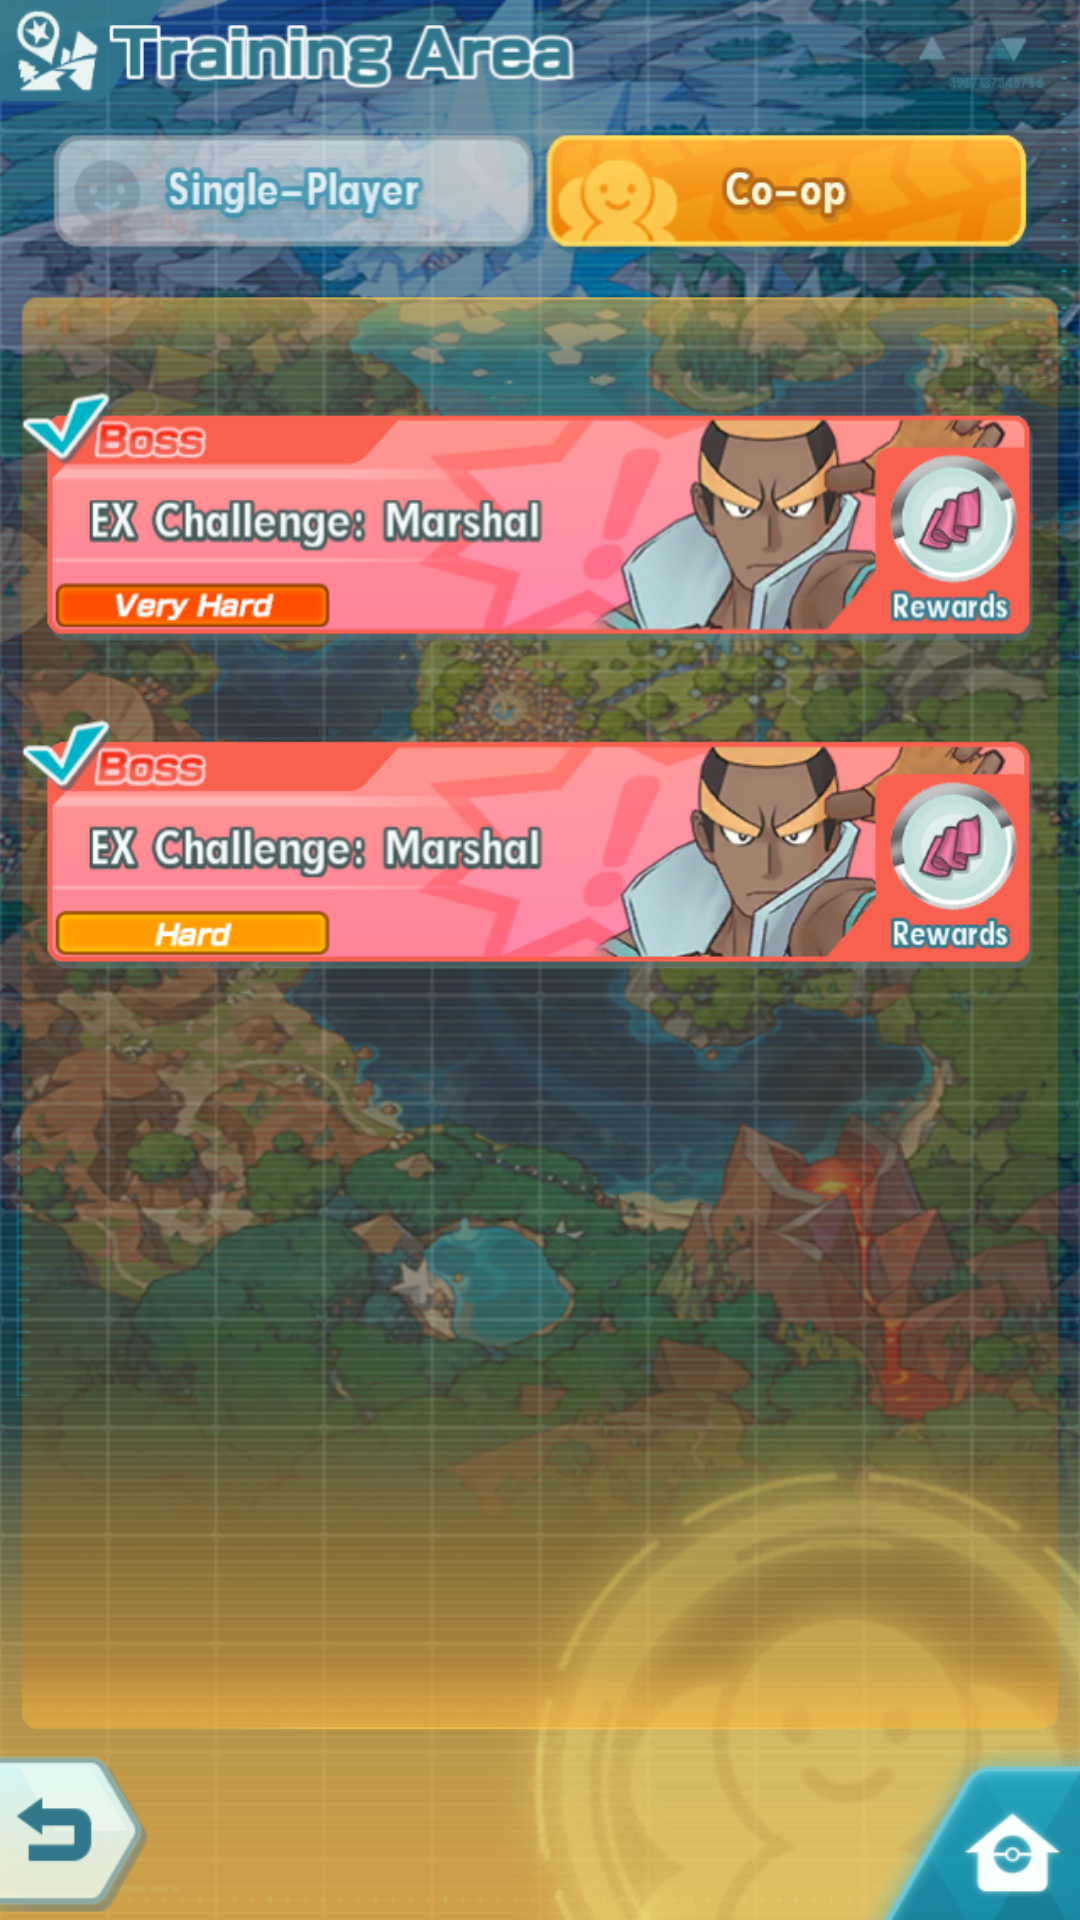 Training Area
Single-Player
Co-op
Boss
EX Challenge: Marshal
Very Hard
Rewards
Boss
EX Challenge: Marshal
Hard
Rewards